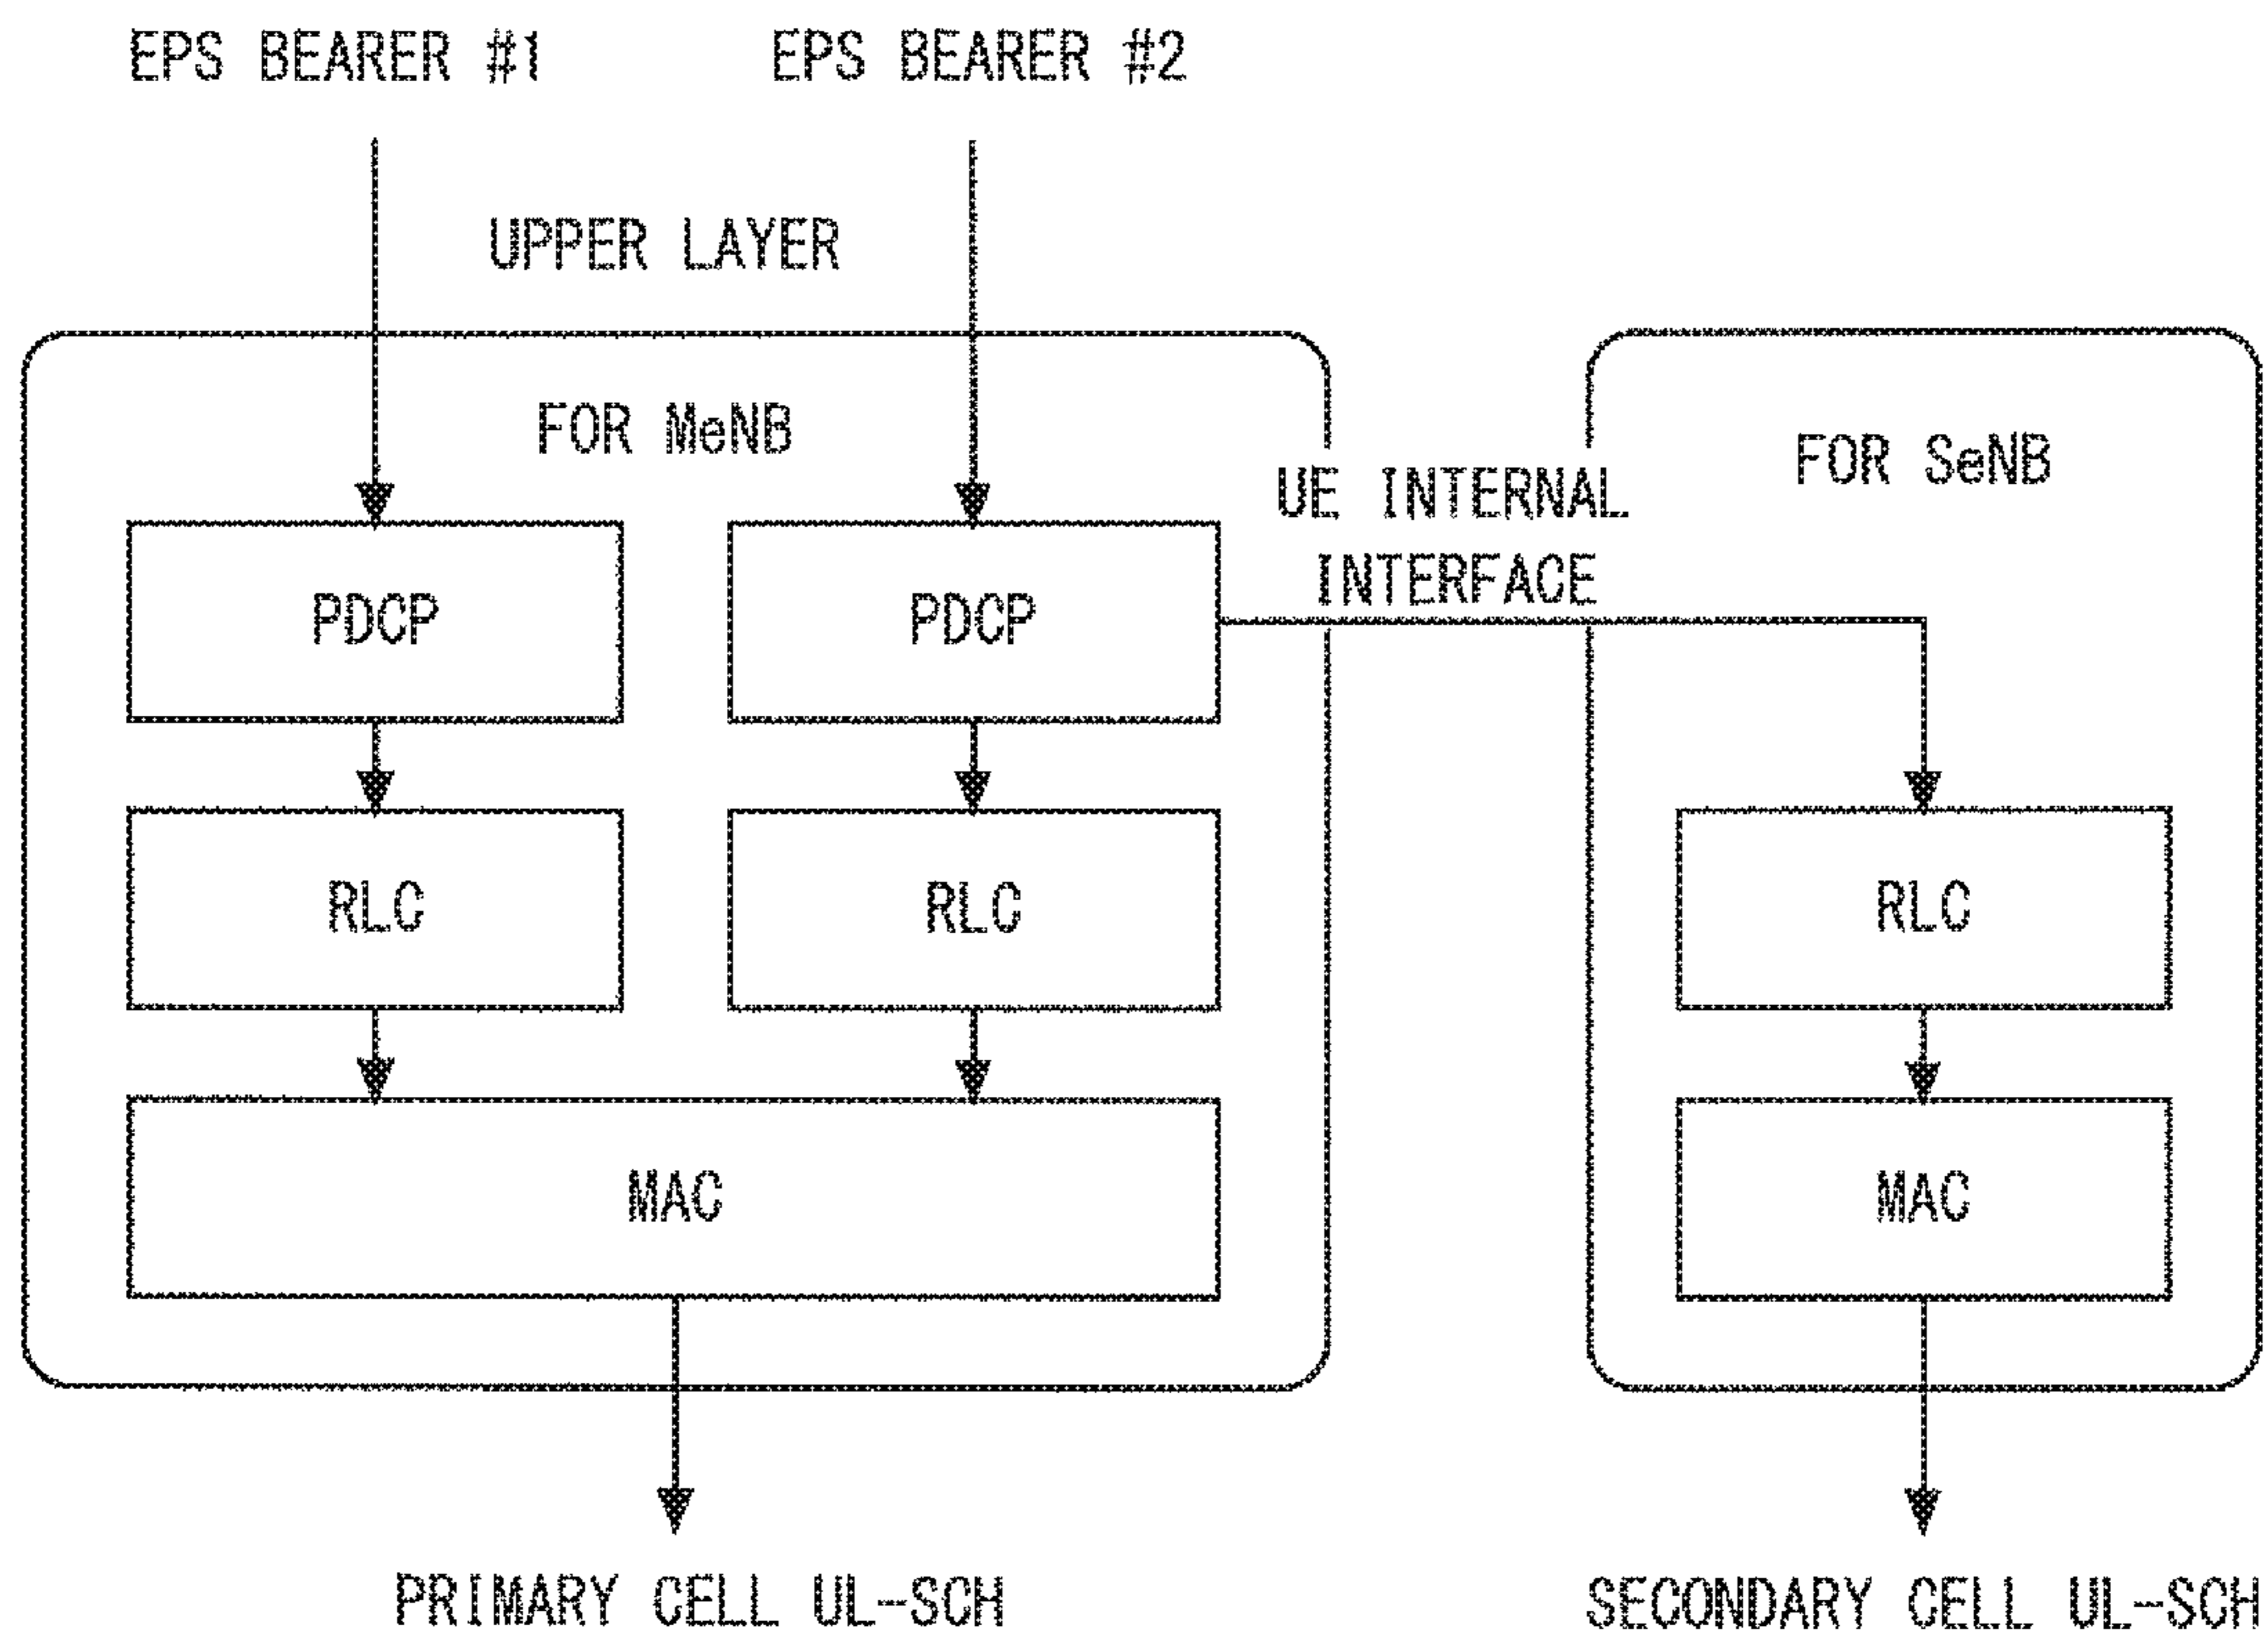 EPS BEARER #1
EPS BEARER #2
UPPER LAYER
FOR MeNB
UE INTERNAL
INTERFACE
FOR SeNB
PDCP
PDCP
RLC
RLC
RLC
MAC
MAC
PRIMARY CELL UL-SCH
SECONDARY CELL UL-SCH